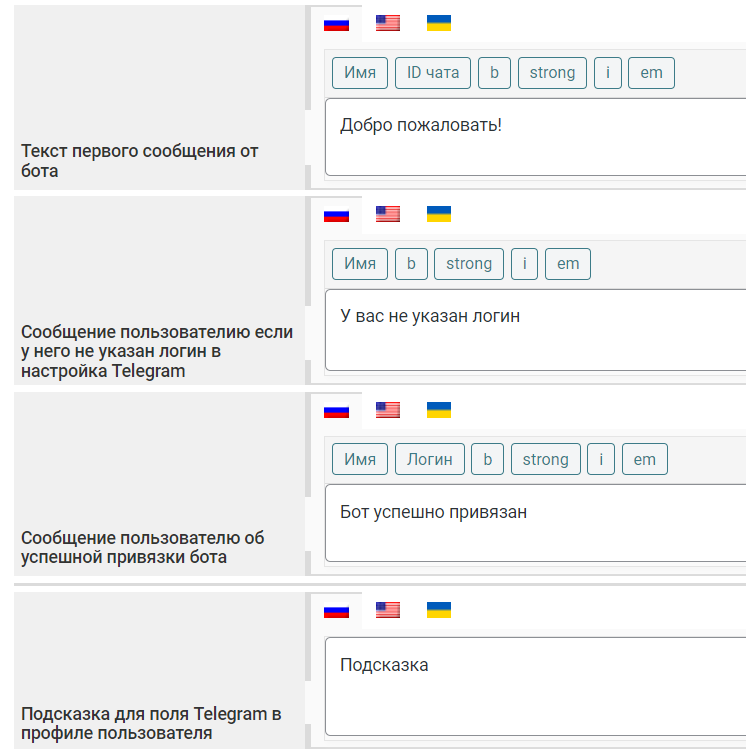 Имя ID чата b strong i em
Добро пожаловать!
Текст первого сообщения от
бота
Имя b strong i em
У вас не указан логин
Сообщение пользователю если
у него не указан логин в
настройка Telegram
Имя Логин b strong i em
Бот успешно привязан
Сообщение пользователю об
успешной привязки бота
Подсказка
Подсказка для поля Telegram в
профиле пользователя